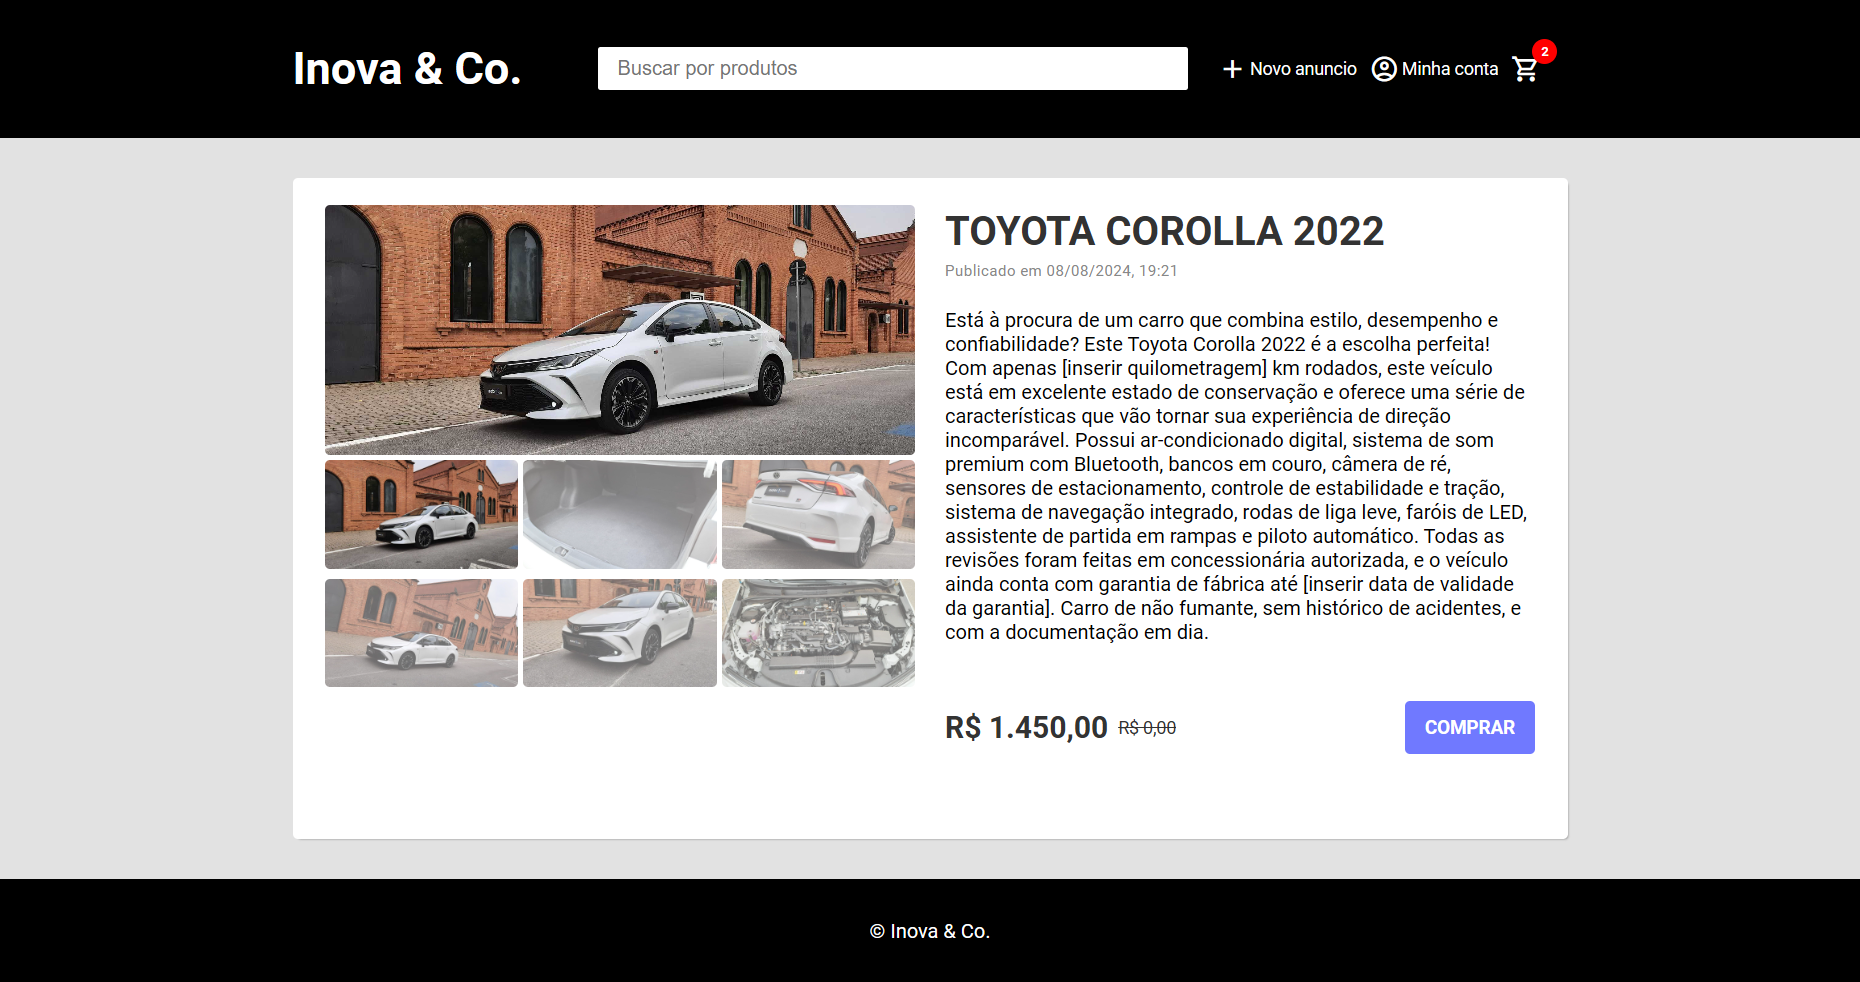 Inova & Co.
Buscar por produtos
Novo anuncio
Minha conta
2
TOYOTA COROLLA 2022
Publicado em 08/08/2024, 19:21
Está à procura de um carro que combina estilo, desempenho e
confiabilidade? Este Toyota Corolla 2022 é a escolha perfeita!
Com apenas [inserir quilometragem] km rodados, este veículo
está em excelente estado de conservação e oferece uma série de
características que vão tornar sua experiência de direção
incomparável. Possui ar-condicionado digital, sistema de som
premium com Bluetooth, bancos em couro, câmera de ré,
sensores de estacionamento, controle de estabilidade e tração,
sistema de navegação integrado, rodas de liga leve, faróis de LED,
assistente de partida em rampas e piloto automático. Todas as
revisões foram feitas em concessionária autorizada, e o veículo
ainda conta com garantia de fábrica até [inserir data de validade
da garantia]. Carro de não fumante, sem histórico de acidentes, e
com a documentação em dia.
R$ 1.450,00 R$ 0,00
COMPRAR
© Inova & Co.